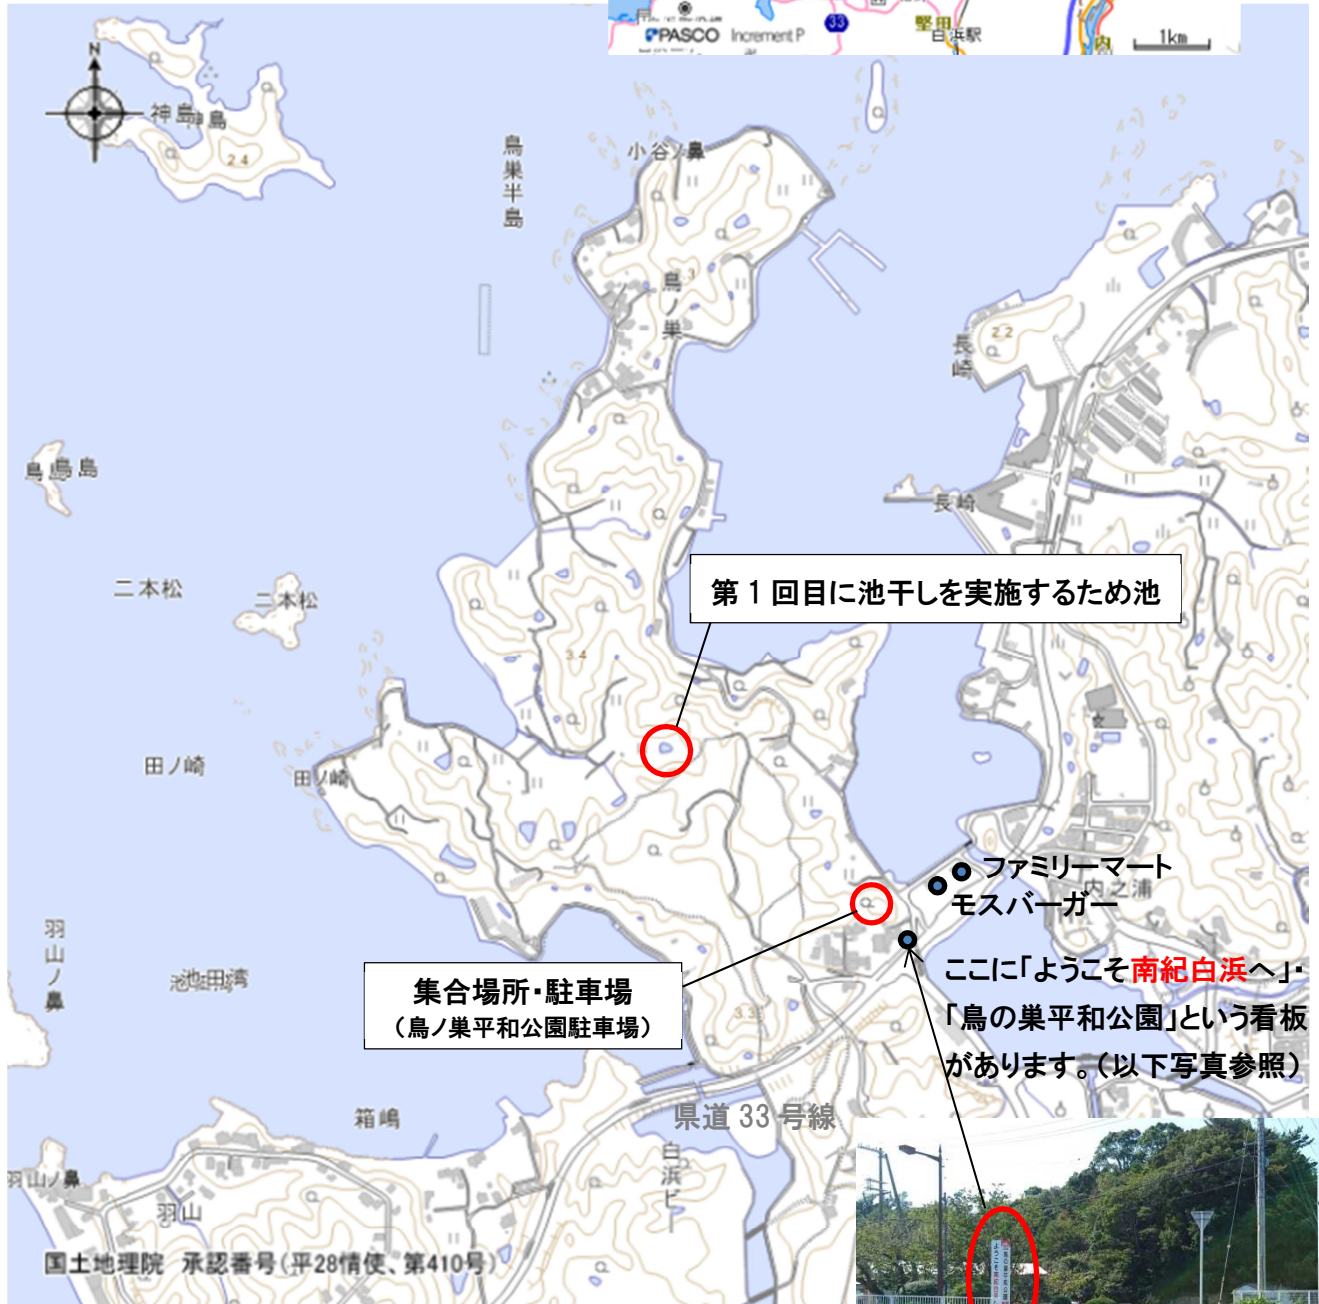 PASCO Increment P
33
堅田
白浜駅
内
1km
N
神島
神島
24
鳥巣半島
小谷ノ鼻
鳥ノ巣
22
長崎
鳥島
二本松
二本松
第1回目に池干しを実施するため池
34
田ノ崎
田ノ崎
ファミリーマート
モスバーガー
内之浦
羽山ノ鼻
池田湾
集合場所・駐車場
（鳥ノ巣平和公園駐車場）
ここに「ようこそ南紀白浜へ」・
「鳥の巣平和公園」という看板
があります。（以下写真参照）
県道 33 号線
箱嶋
白浜ビー
羽山ノ鼻
羽山
国土地理院 承認番号（平28情使、第410号）